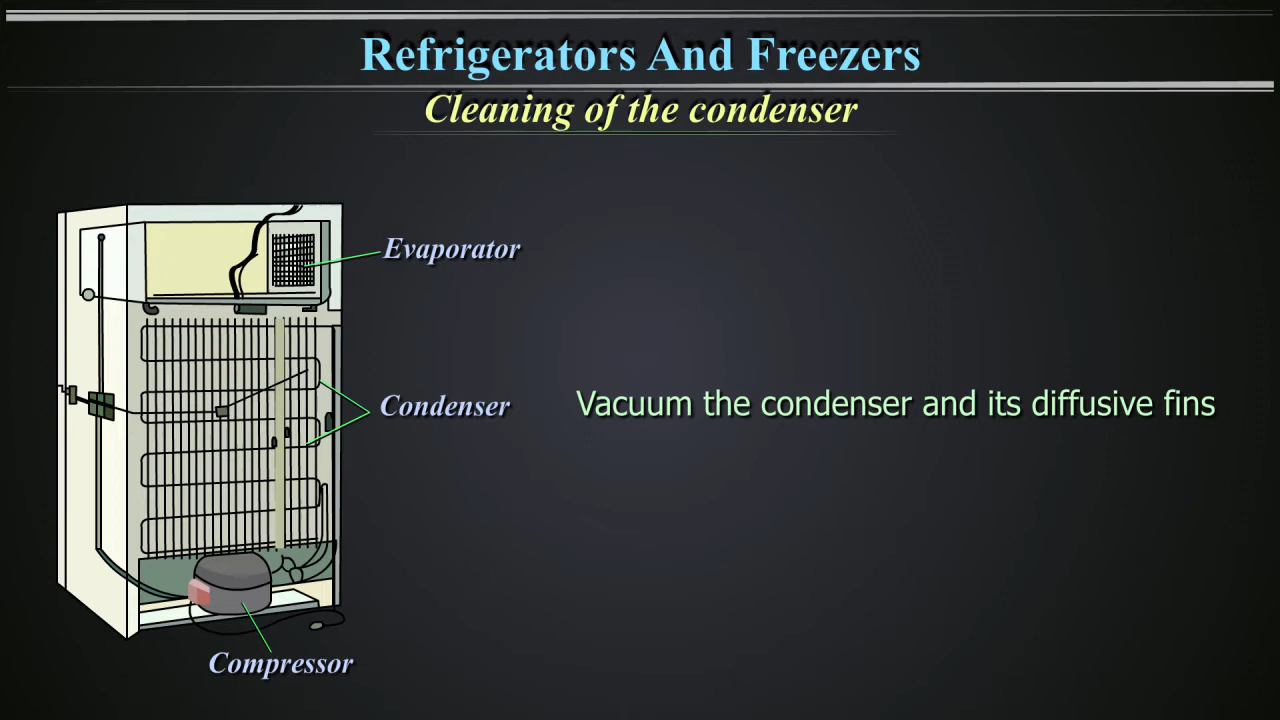 Refrigerators And Freezers
Cleaning of the condenser
Evaporator
Condenser
Vacuum the condenser and its diffusive fins
Compressor